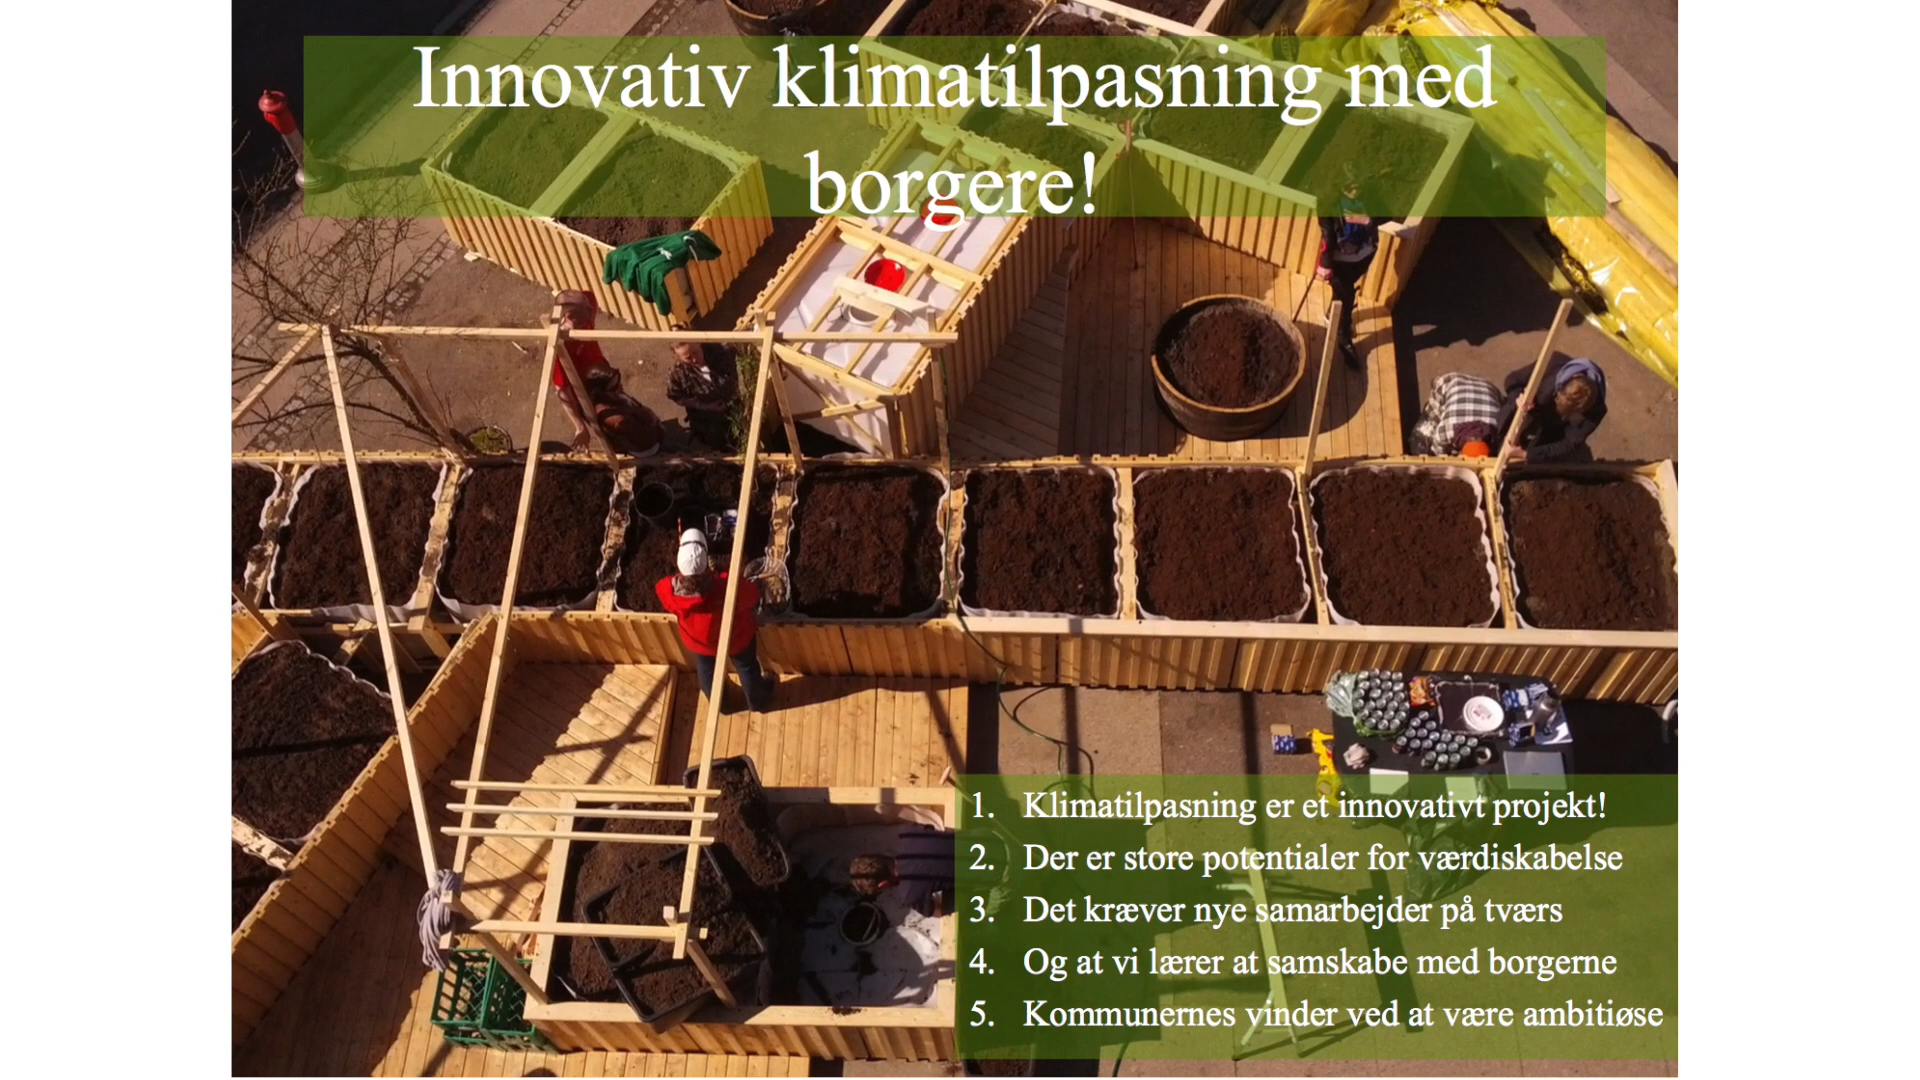 Innovativ klimatilpasning med
borgere!
1. Klimatilpasning er et innovativt projekt!
2. Der er store potentialer for værdiskabelse
3. Det kræver nye samarbejder på tværs
4. Og at vi lærer at samskabe med borgerne
5. Kommunernes vinder ved at være ambitiøse